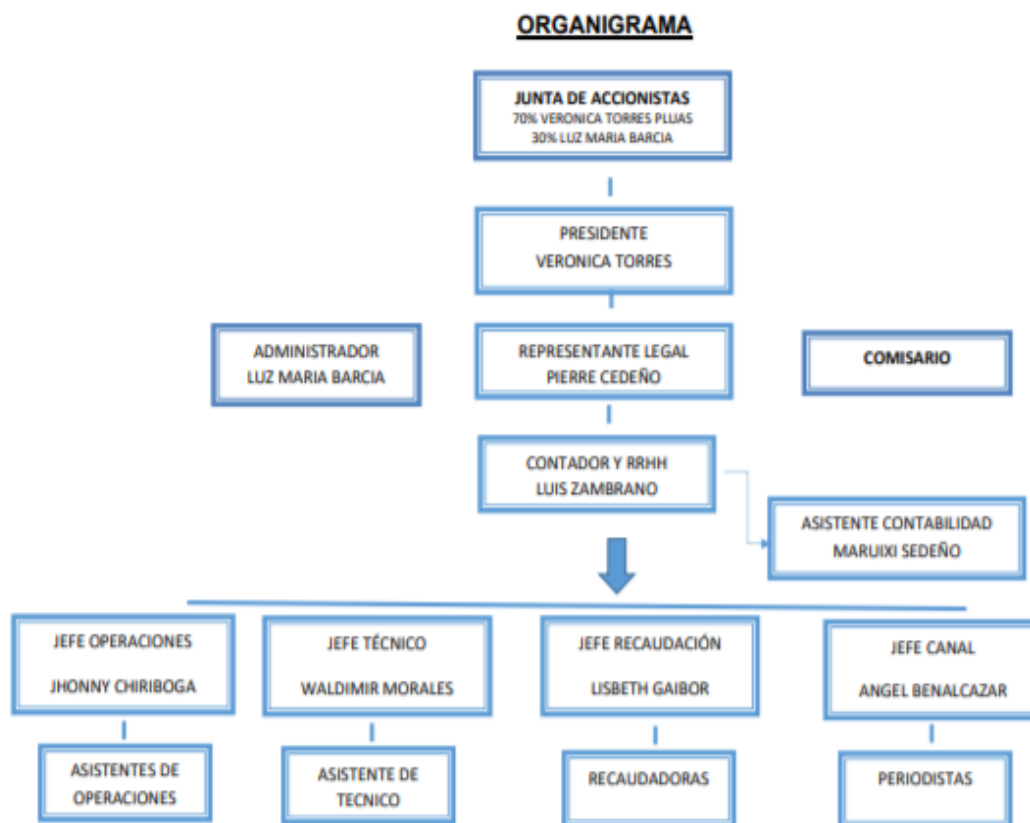 ORGANIGRAMA
JUNTA DE ACCIONISTAS
70% VERONICA TORRES PLUAS
30% LUZ MARIA BARCIA
PRESIDENTE
VERONICA TORRES
ADMINISTRADOR
LUZ MARIA BARCIA
REPRESENTANTE LEGAL
PIERRE CEDEÑO
COMISARIO
CONTADOR Y RRHH
LUIS ZAMBRANO
ASISTENTE CONTABILIDAD
MARUIXI SEDEÑO
JEFE OPERACIONES
JHONNY CHIRIBOGA
JEFE TÉCNICO
WALDIMIR MORALES
JEFE RECAUDACIÓN
LISBETH GAIBOR
JEFE CANAL
ANGEL BENALCAZAR
ASISTENTES DE
OPERACIONES
ASISTENTE DE
TECNICO
RECAUDADORAS
PERIODISTAS